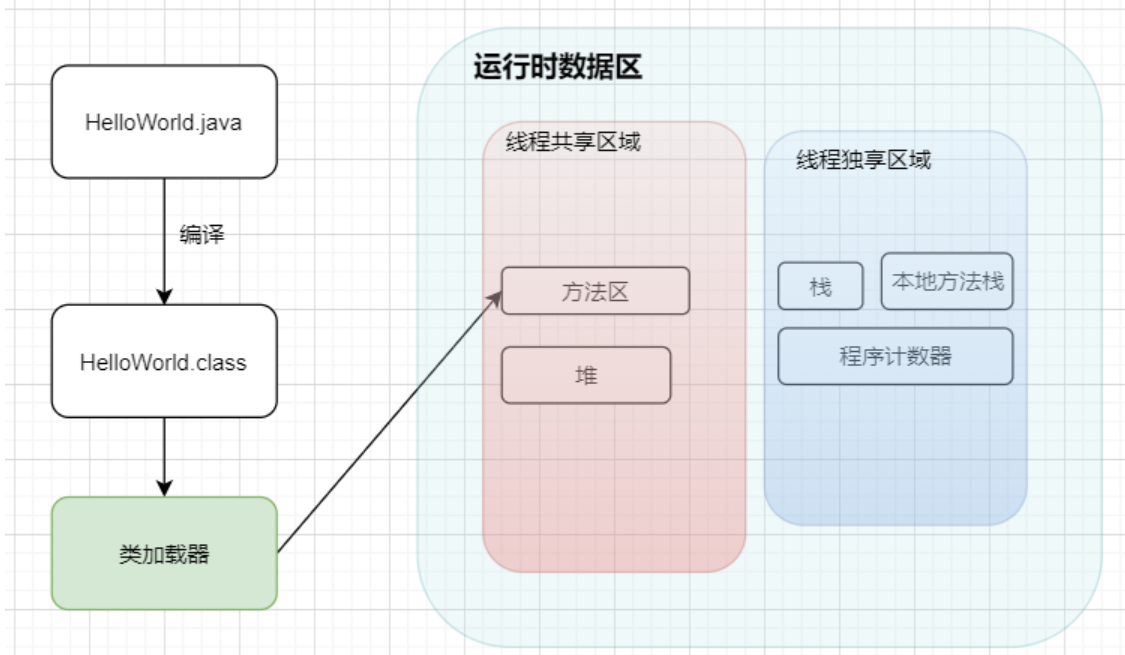 HelloWorld.java
编译
HelloWorld.class
类加载器
运行时数据区
线程共享区域
方法区
堆
线程独享区域
栈
本地方法栈
程序计数器